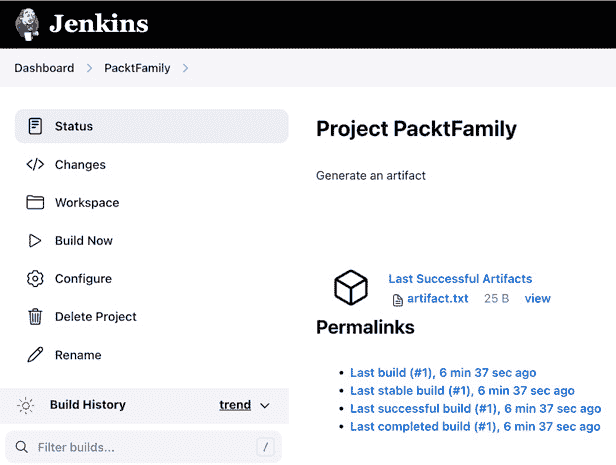 Jenkins
Dashboard > PacktFamily >
Status
Changes
Workspace
Build Now
Configure
Delete Project
Rename
Build History trend
Filter builds... /
Project PacktFamily
Generate an artifact
Last Successful Artifacts
artifact.txt 25 B view
Permalinks
• Last build (#1), 6 min 37 sec ago
• Last stable build (#1), 6 min 37 sec ago
• Last successful build (#1), 6 min 37 sec ago
• Last completed build (#1), 6 min 37 sec ago